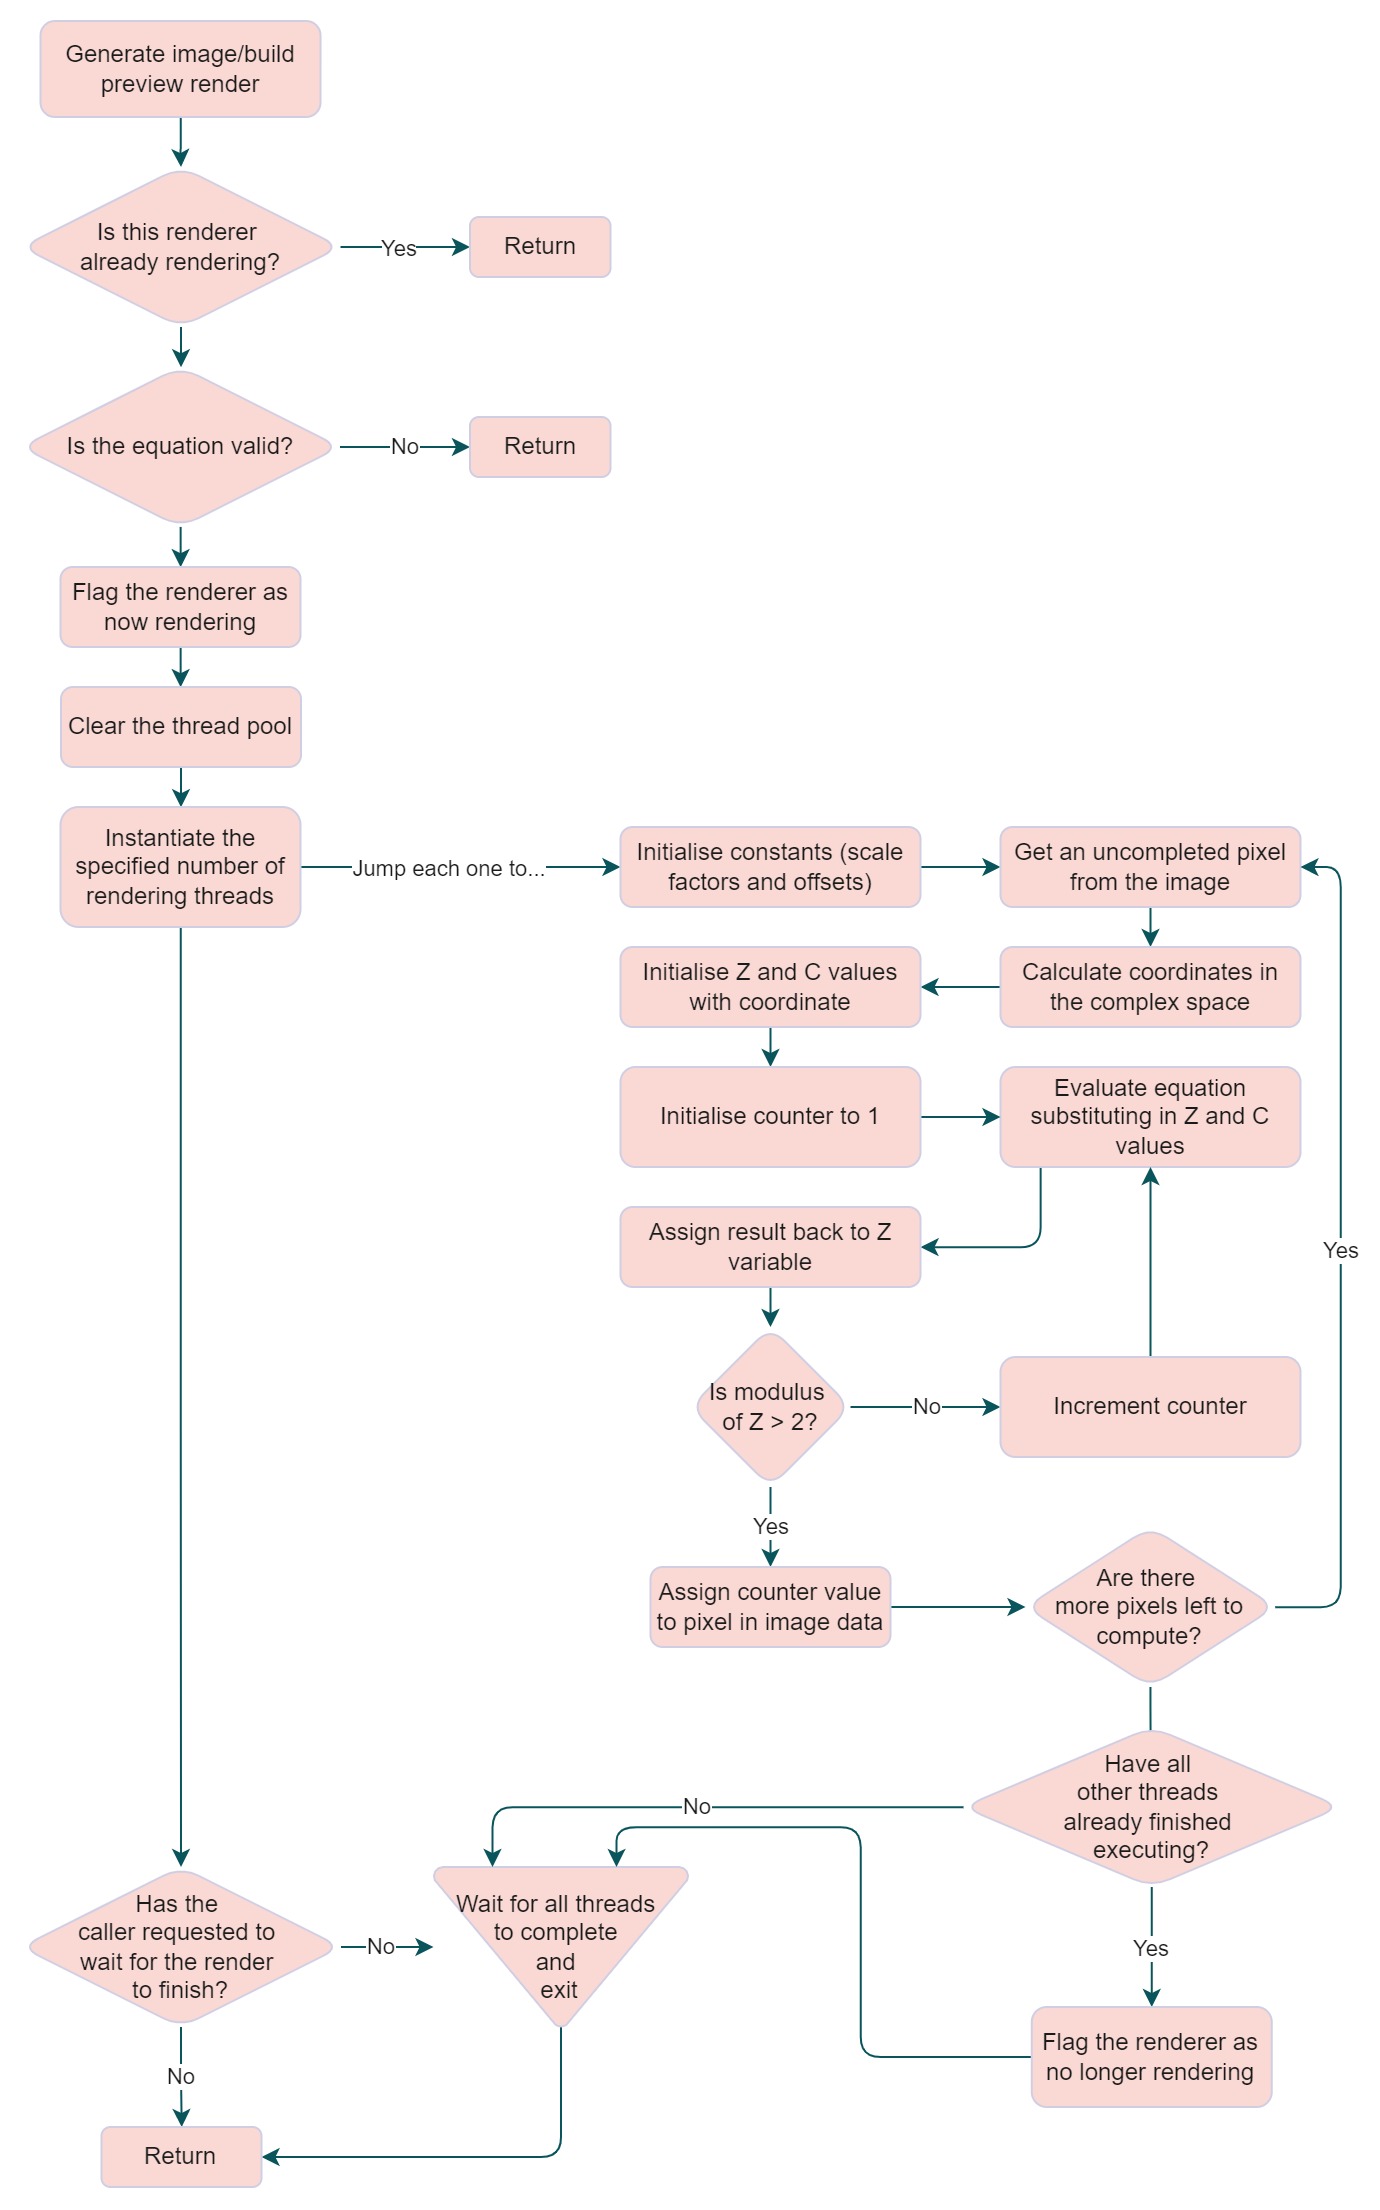 Generate image/build
preview render
Is this renderer
already rendering?
Yes
Return
Is the equation valid?
No
Return
Flag the renderer as
now rendering
Clear the thread pool
Instantiate the
specified number of
rendering threads
Jump each one to...
Initialise constants (scale
factors and offsets)
Get an uncompleted pixel
from the image
Initialise Z and C values
with coordinate
Calculate coordinates in
the complex space
Initialise counter to 1
Evaluate equation
substituting in Z and C
values
Assign result back to Z
variable
Yes
Is modulus
of Z > 2?
No
Increment counter
Yes
Assign counter value
to pixel in image data
Are there
more pixels left to
compute?
Have all
other threads
already finished
executing?
No
Has the
caller requested to
wait for the render
to finish?
No
Wait for all threads
to complete
and
exit
Yes
Flag the renderer as
no longer rendering
No
Return